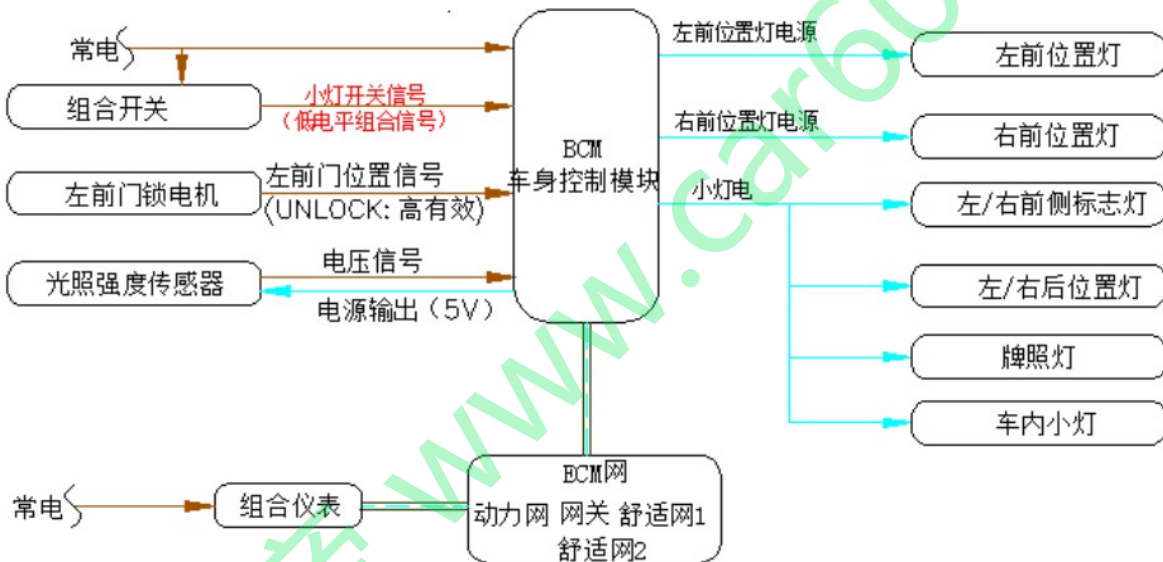 常电
组合开关
小灯开关信号
(低电平组合信号)
左前门锁电机
左前门位置信号
(UNLOCK: 高有效)
光照强度传感器
电压信号
电源输出(5V)
BCM
车身控制模块
左前位置灯电源
右前位置灯电源
小灯电
左前位置灯
右前位置灯
左/右前侧标志灯
左/右后位置灯
牌照灯
车内小灯
常电
组合仪表
ECM网
动力网 网关 舒适网1
舒适网2
www.car60